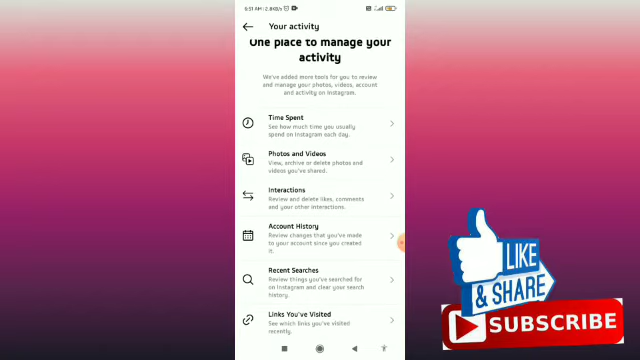 Your activity
One place to manage your
activity
We've added more tools for you to review
and manage your photos, videos, account
and activity on Instagram.
Time Spent
See how much time you usually
spend on Instagram each day.
Photos and Videos
View, archive or delete photos and
videos you've shared.
Interactions
Review and delete likes, comments
and your other interactions.
Account History
Review changes that you've made
to your account since you created
it.
Recent Searches
Review things you've searched for
on Instagram and clear your search
history.
Links You've Visited
See which links you've visited
recently.
LIKE
& SHARE
SUBSCRIBE